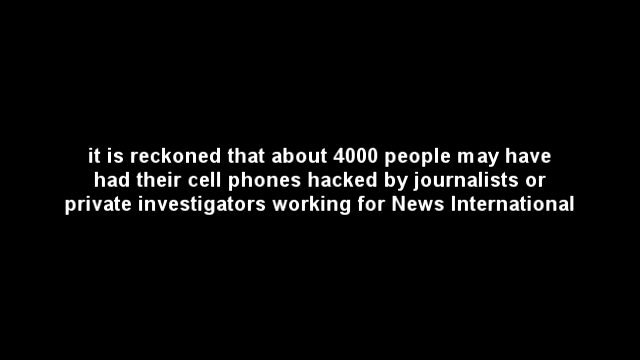 it is reckoned that about 4000 people may have
had their cell phones hacked by journalists or
private investigators working for News International